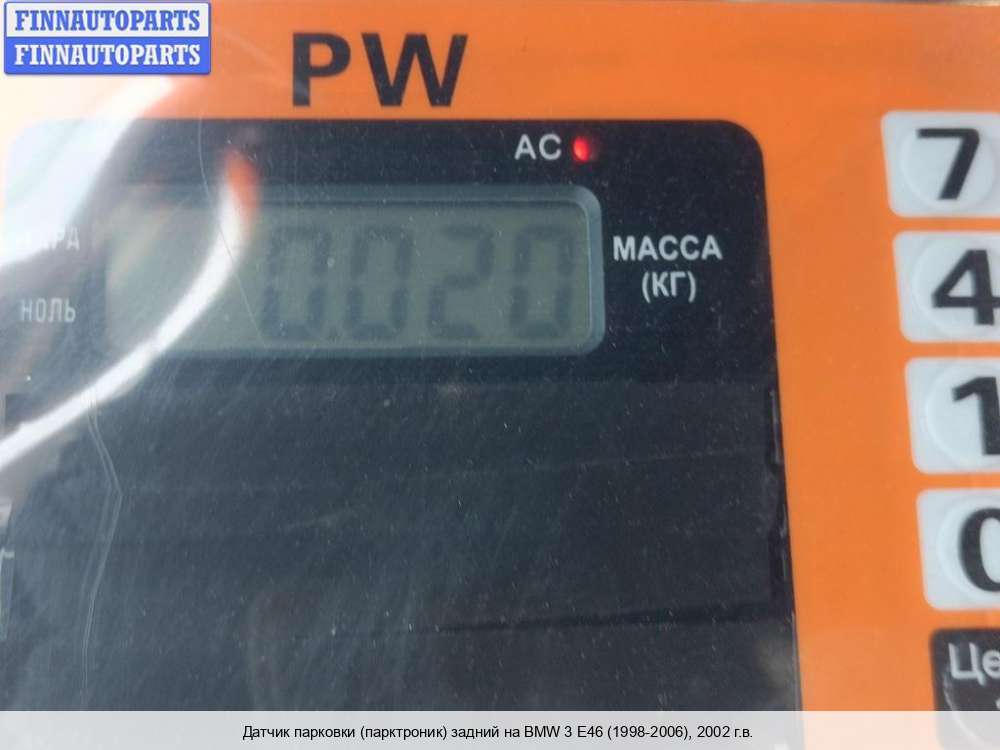 FINNAUTOPARTS
FINNAUTOPARTS
PW
AC
7
0.020
МАССА
(КГ)
4
НОЛЬ
1
0
Датчик парковки (парктроник) задний на BMW 3 E46 (1998-2006), 2002 г.в.